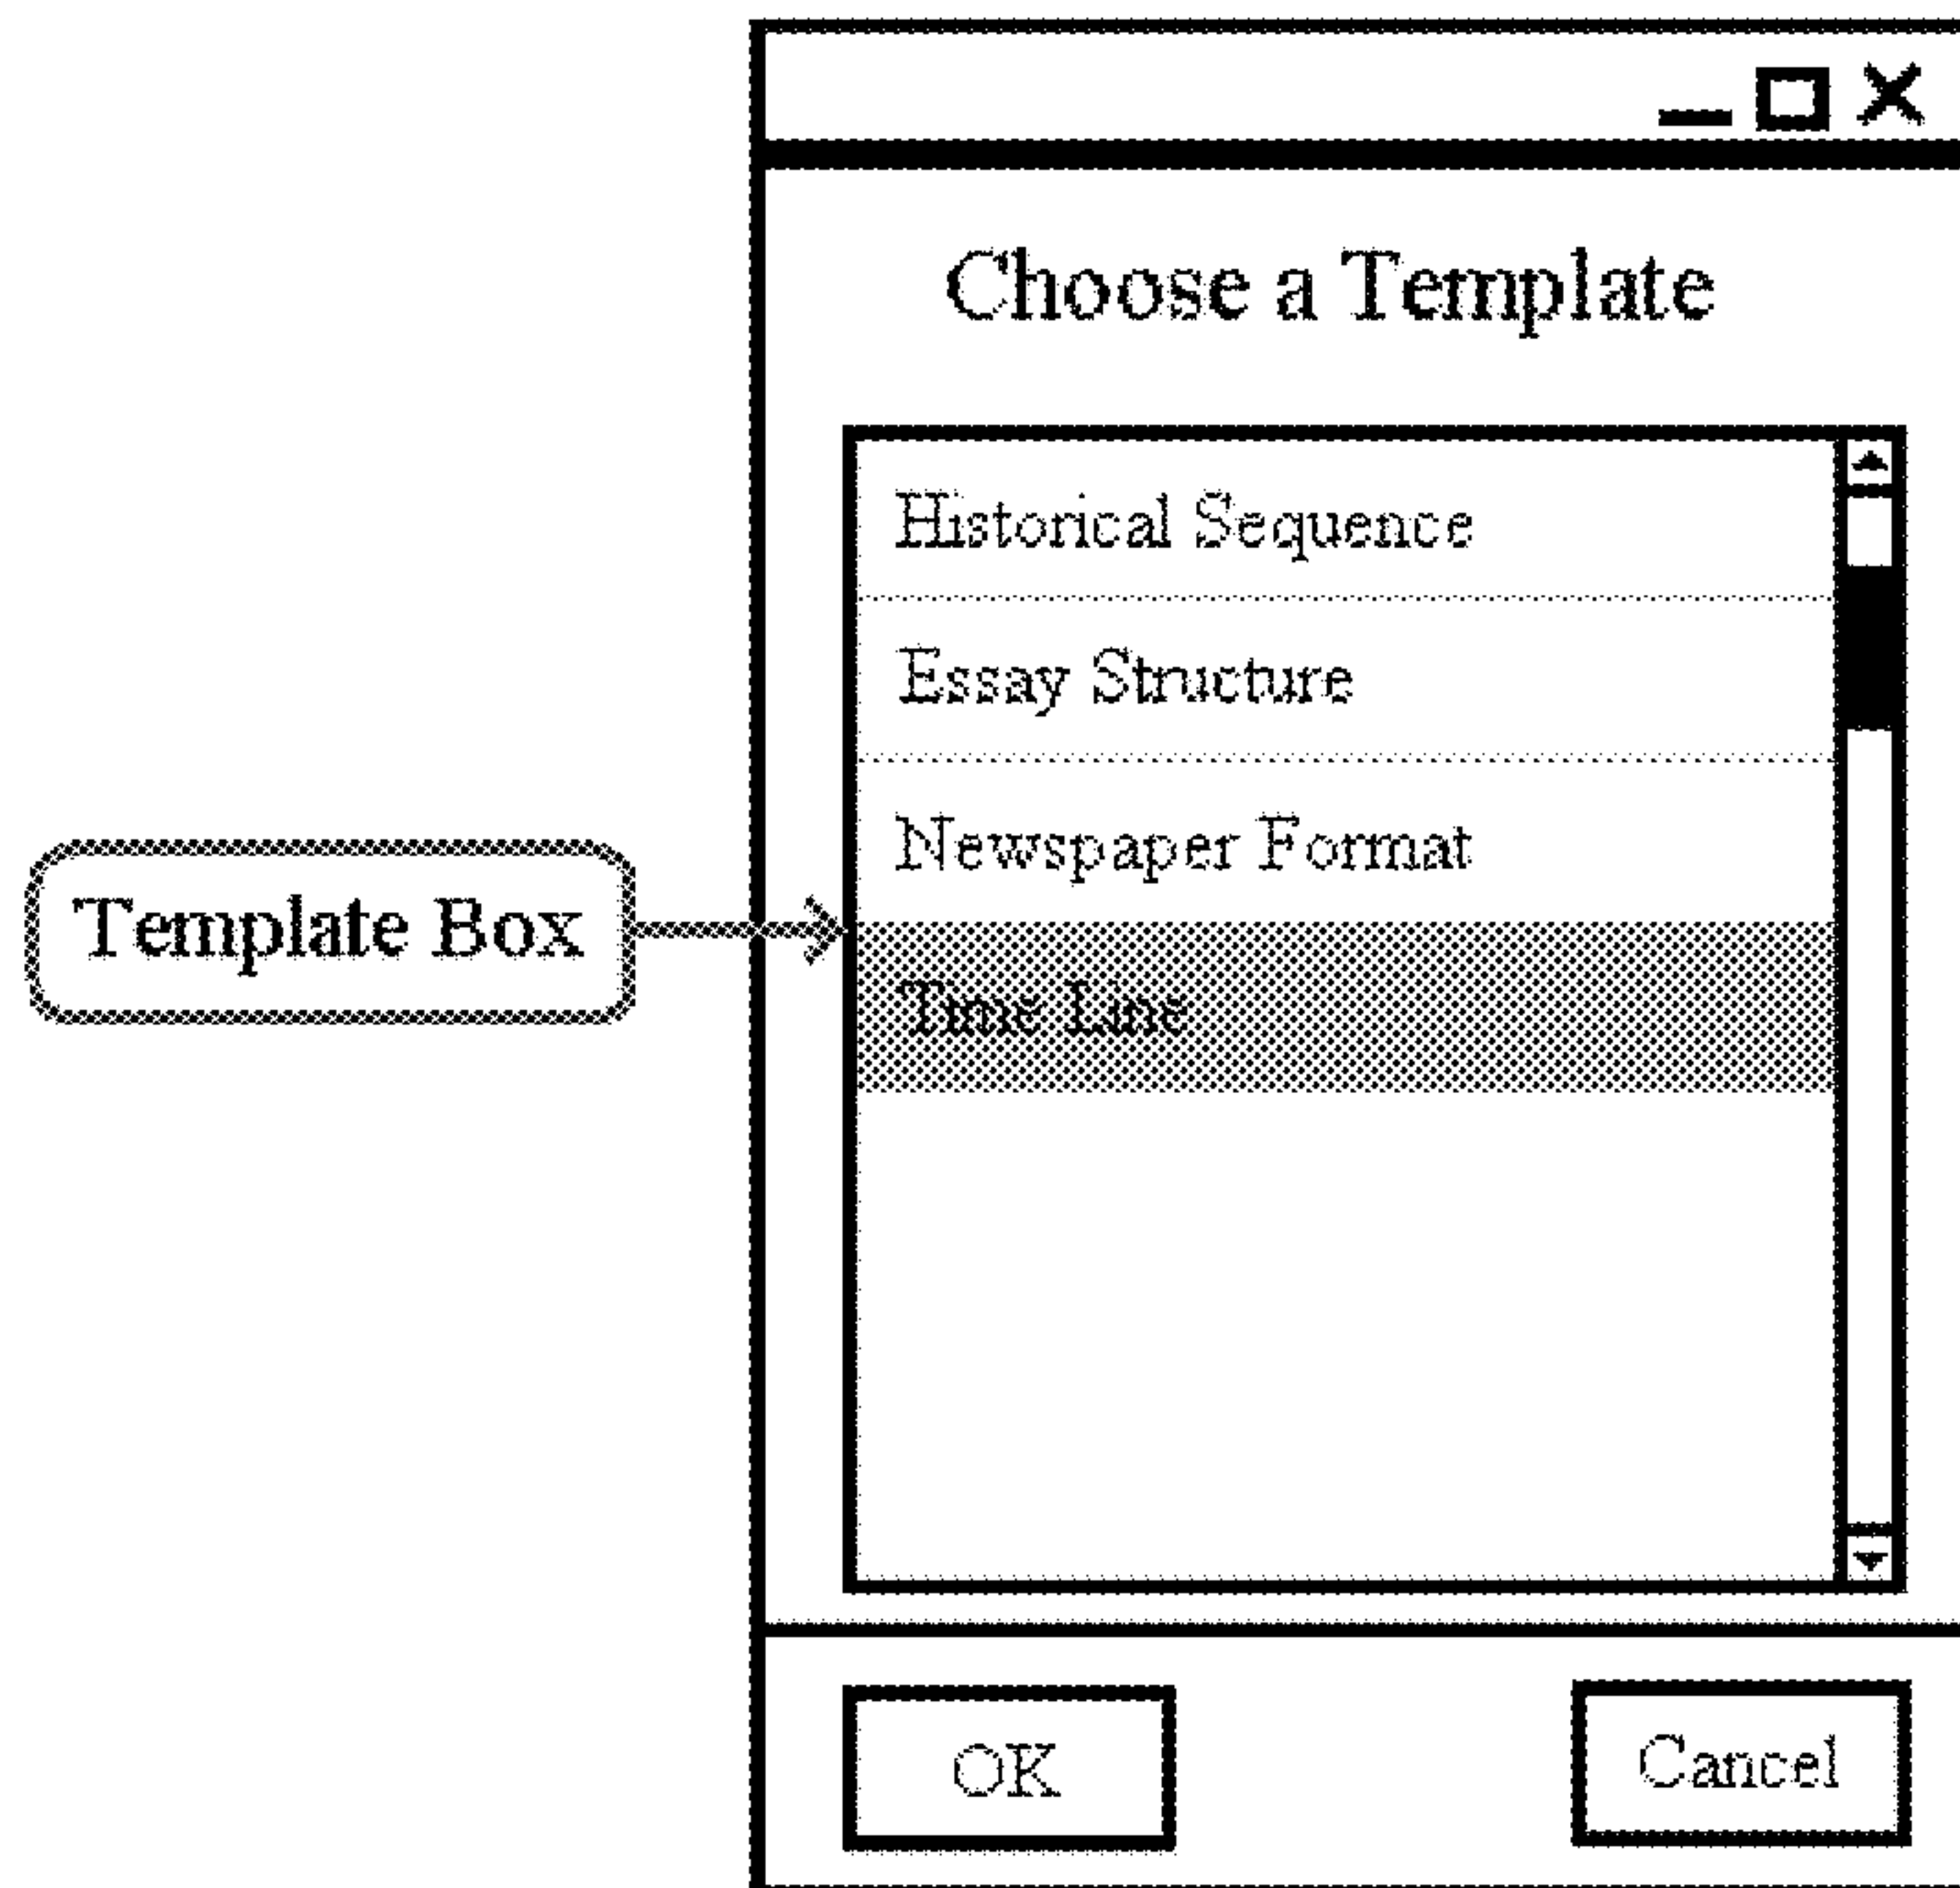 Choose a Template
Historical Sequence
Essay Structure
Newspaper Format
Template Box
Time Line
OK
Cancel